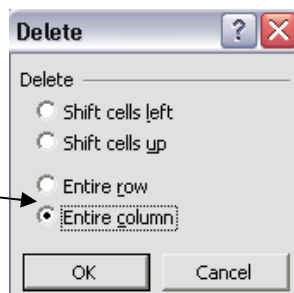 Delete
Delete
Shift cells left
Shift cells up
Entire row
Entire column
OK Cancel